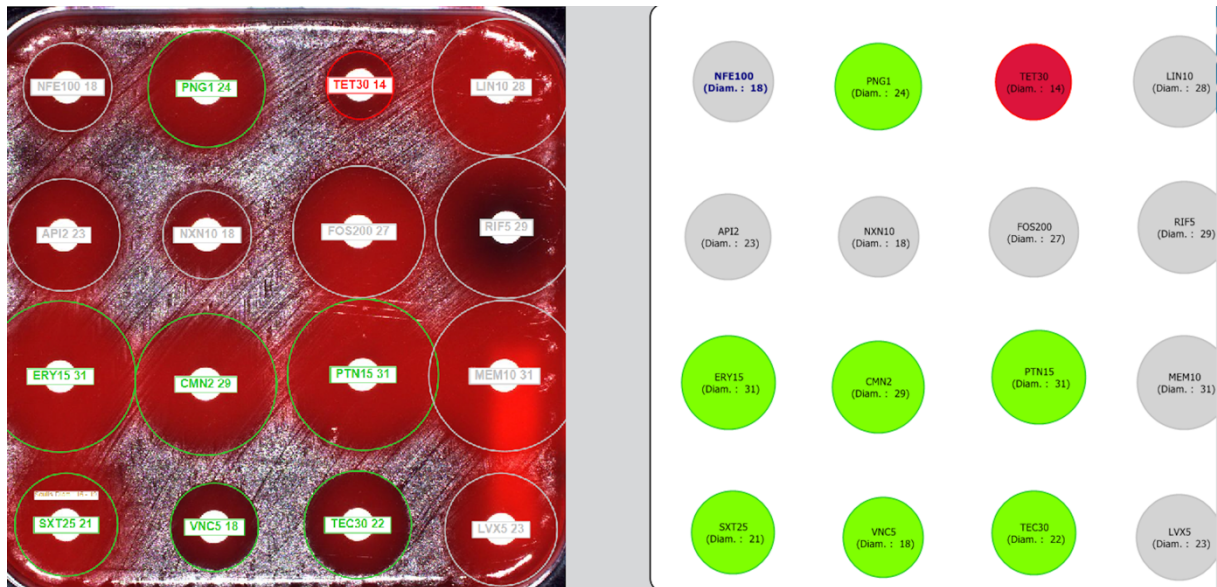 NFE100 18
PNG1 24
TET30 14
LIN10 28
API2 23
NXN10 18
FOS200 27
RIF5 29
ERY15 31
CMN2 29
PTN15 31
MEM10 31
SXT25 21
VNC5 18
TEC30 22
LVX5 23
NFE100
(Diam. : 18)
PNG1
(Diam. : 24)
TET30
(Diam. : 14)
LIN10
(Diam. : 28)
API2
(Diam. : 23)
NXN10
(Diam. : 18)
FOS200
(Diam. : 27)
RIF5
(Diam. : 29)
ERY15
(Diam. : 31)
CMN2
(Diam. : 29)
PTN15
(Diam. : 31)
MEM10
(Diam. : 31)
SXT25
(Diam. : 21)
VNC5
(Diam. : 18)
TEC30
(Diam. : 22)
LVX5
(Diam. : 23)